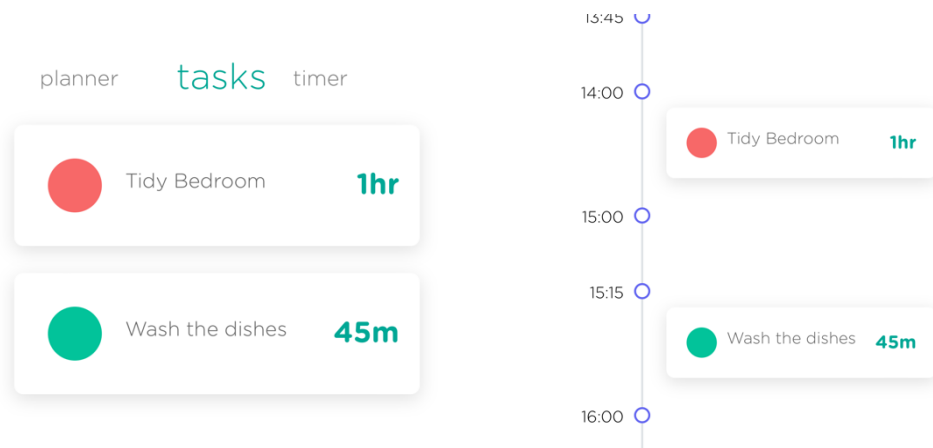 planner tasks timer
Tidy Bedroom 1hr
Wash the dishes 45m
13:45
14:00
Tidy Bedroom 1hr
15:00
15:15
Wash the dishes 45m
16:00